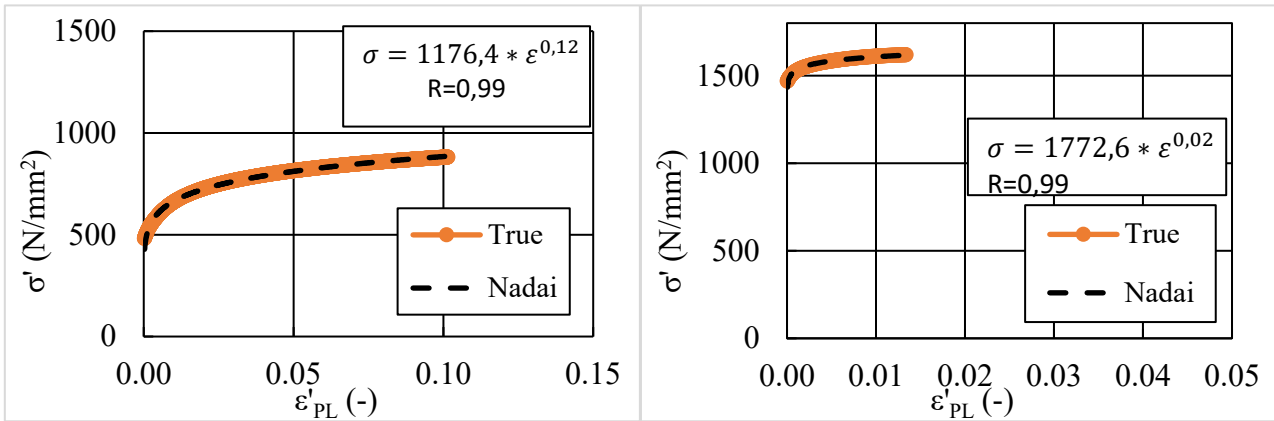 1500
1000
500
0
σ' (N/mm²)
σ = 1176,4 ∗ ε^0,12
R=0,99
True
Nadai
0.00 0.05 0.10 0.15
ε'PL (-)
1500
1000
500
0
σ' (N/mm²)
σ = 1772,6 ∗ ε^0,02
R=0,99
True
Nadai
0.00 0.01 0.02 0.03 0.04 0.05
ε'PL (-)